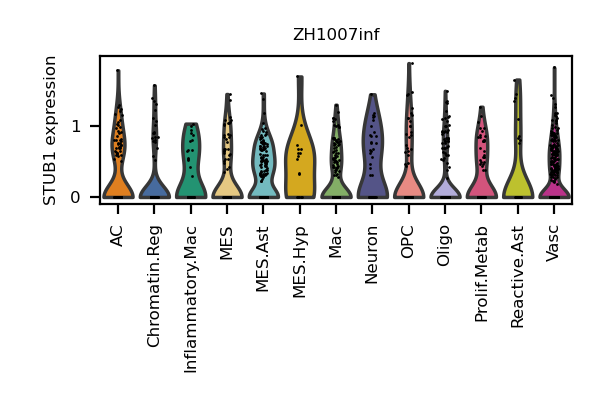 ZH1007inf
STUB1 expression
1
0
AC
Chromatin.Reg
Inflammatory.Mac
MES
MES.Ast
MES.Hyp
Mac
Neuron
OPC
Oligo
Prolif.Metab
Reactive.Ast
Vasc